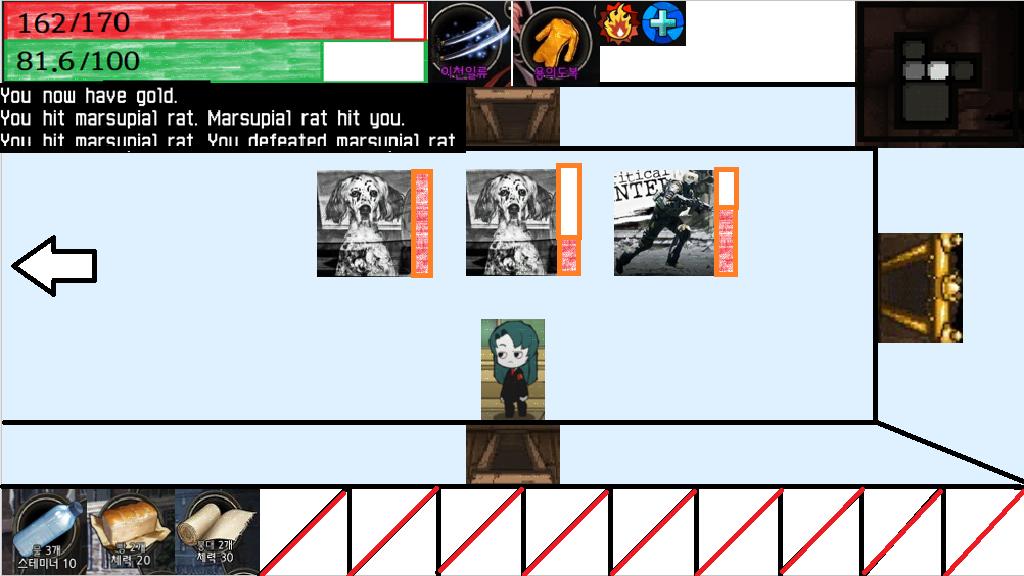 162/170
81.6/100
이천일류
용의도복
You now have gold.
You hit marsupial rat. Marsupial rat hit you.
You hit marsupial rat. You defeated marsupial rat
itical
NTE
물 3개
스테미너 10
빵 2개
체력 20
붕대 2개
체력 30